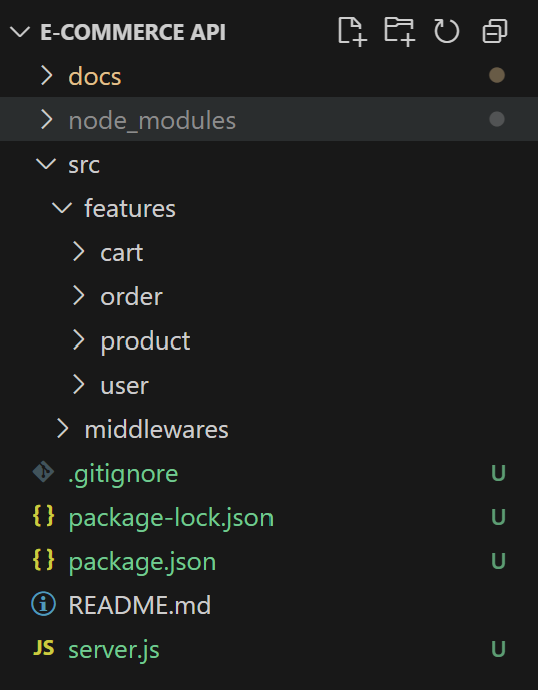 E-COMMERCE API
docs
node_modules
src
features
cart
order
product
user
middlewares
.gitignore U
{} package-lock.json U
{} package.json U
README.md
JS server.js U